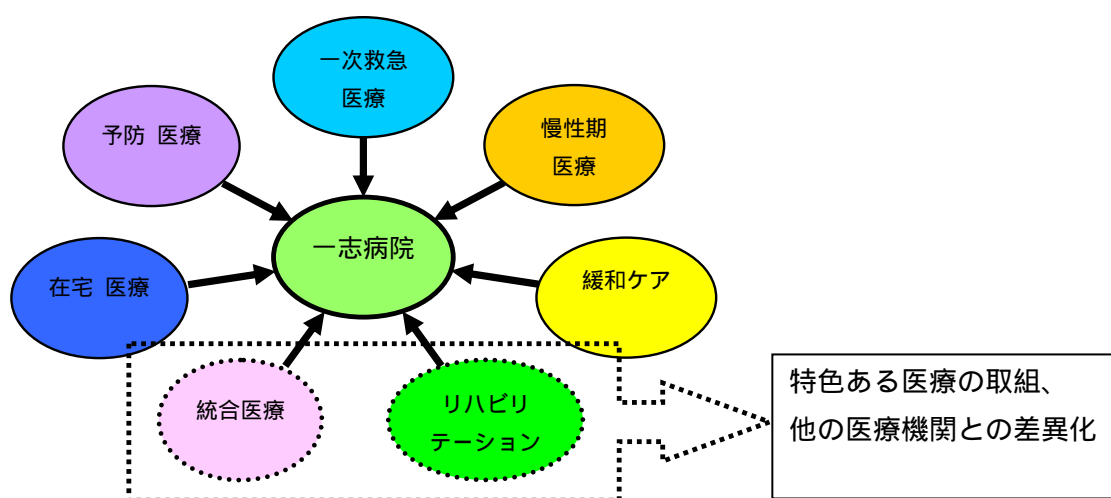 一次救急
医療
予防 医療
慢性期
医療
一志病院
在宅 医療
緩和ケア
統合医療
リハビリ
テーション
特色ある医療の取組、
他の医療機関との差異化